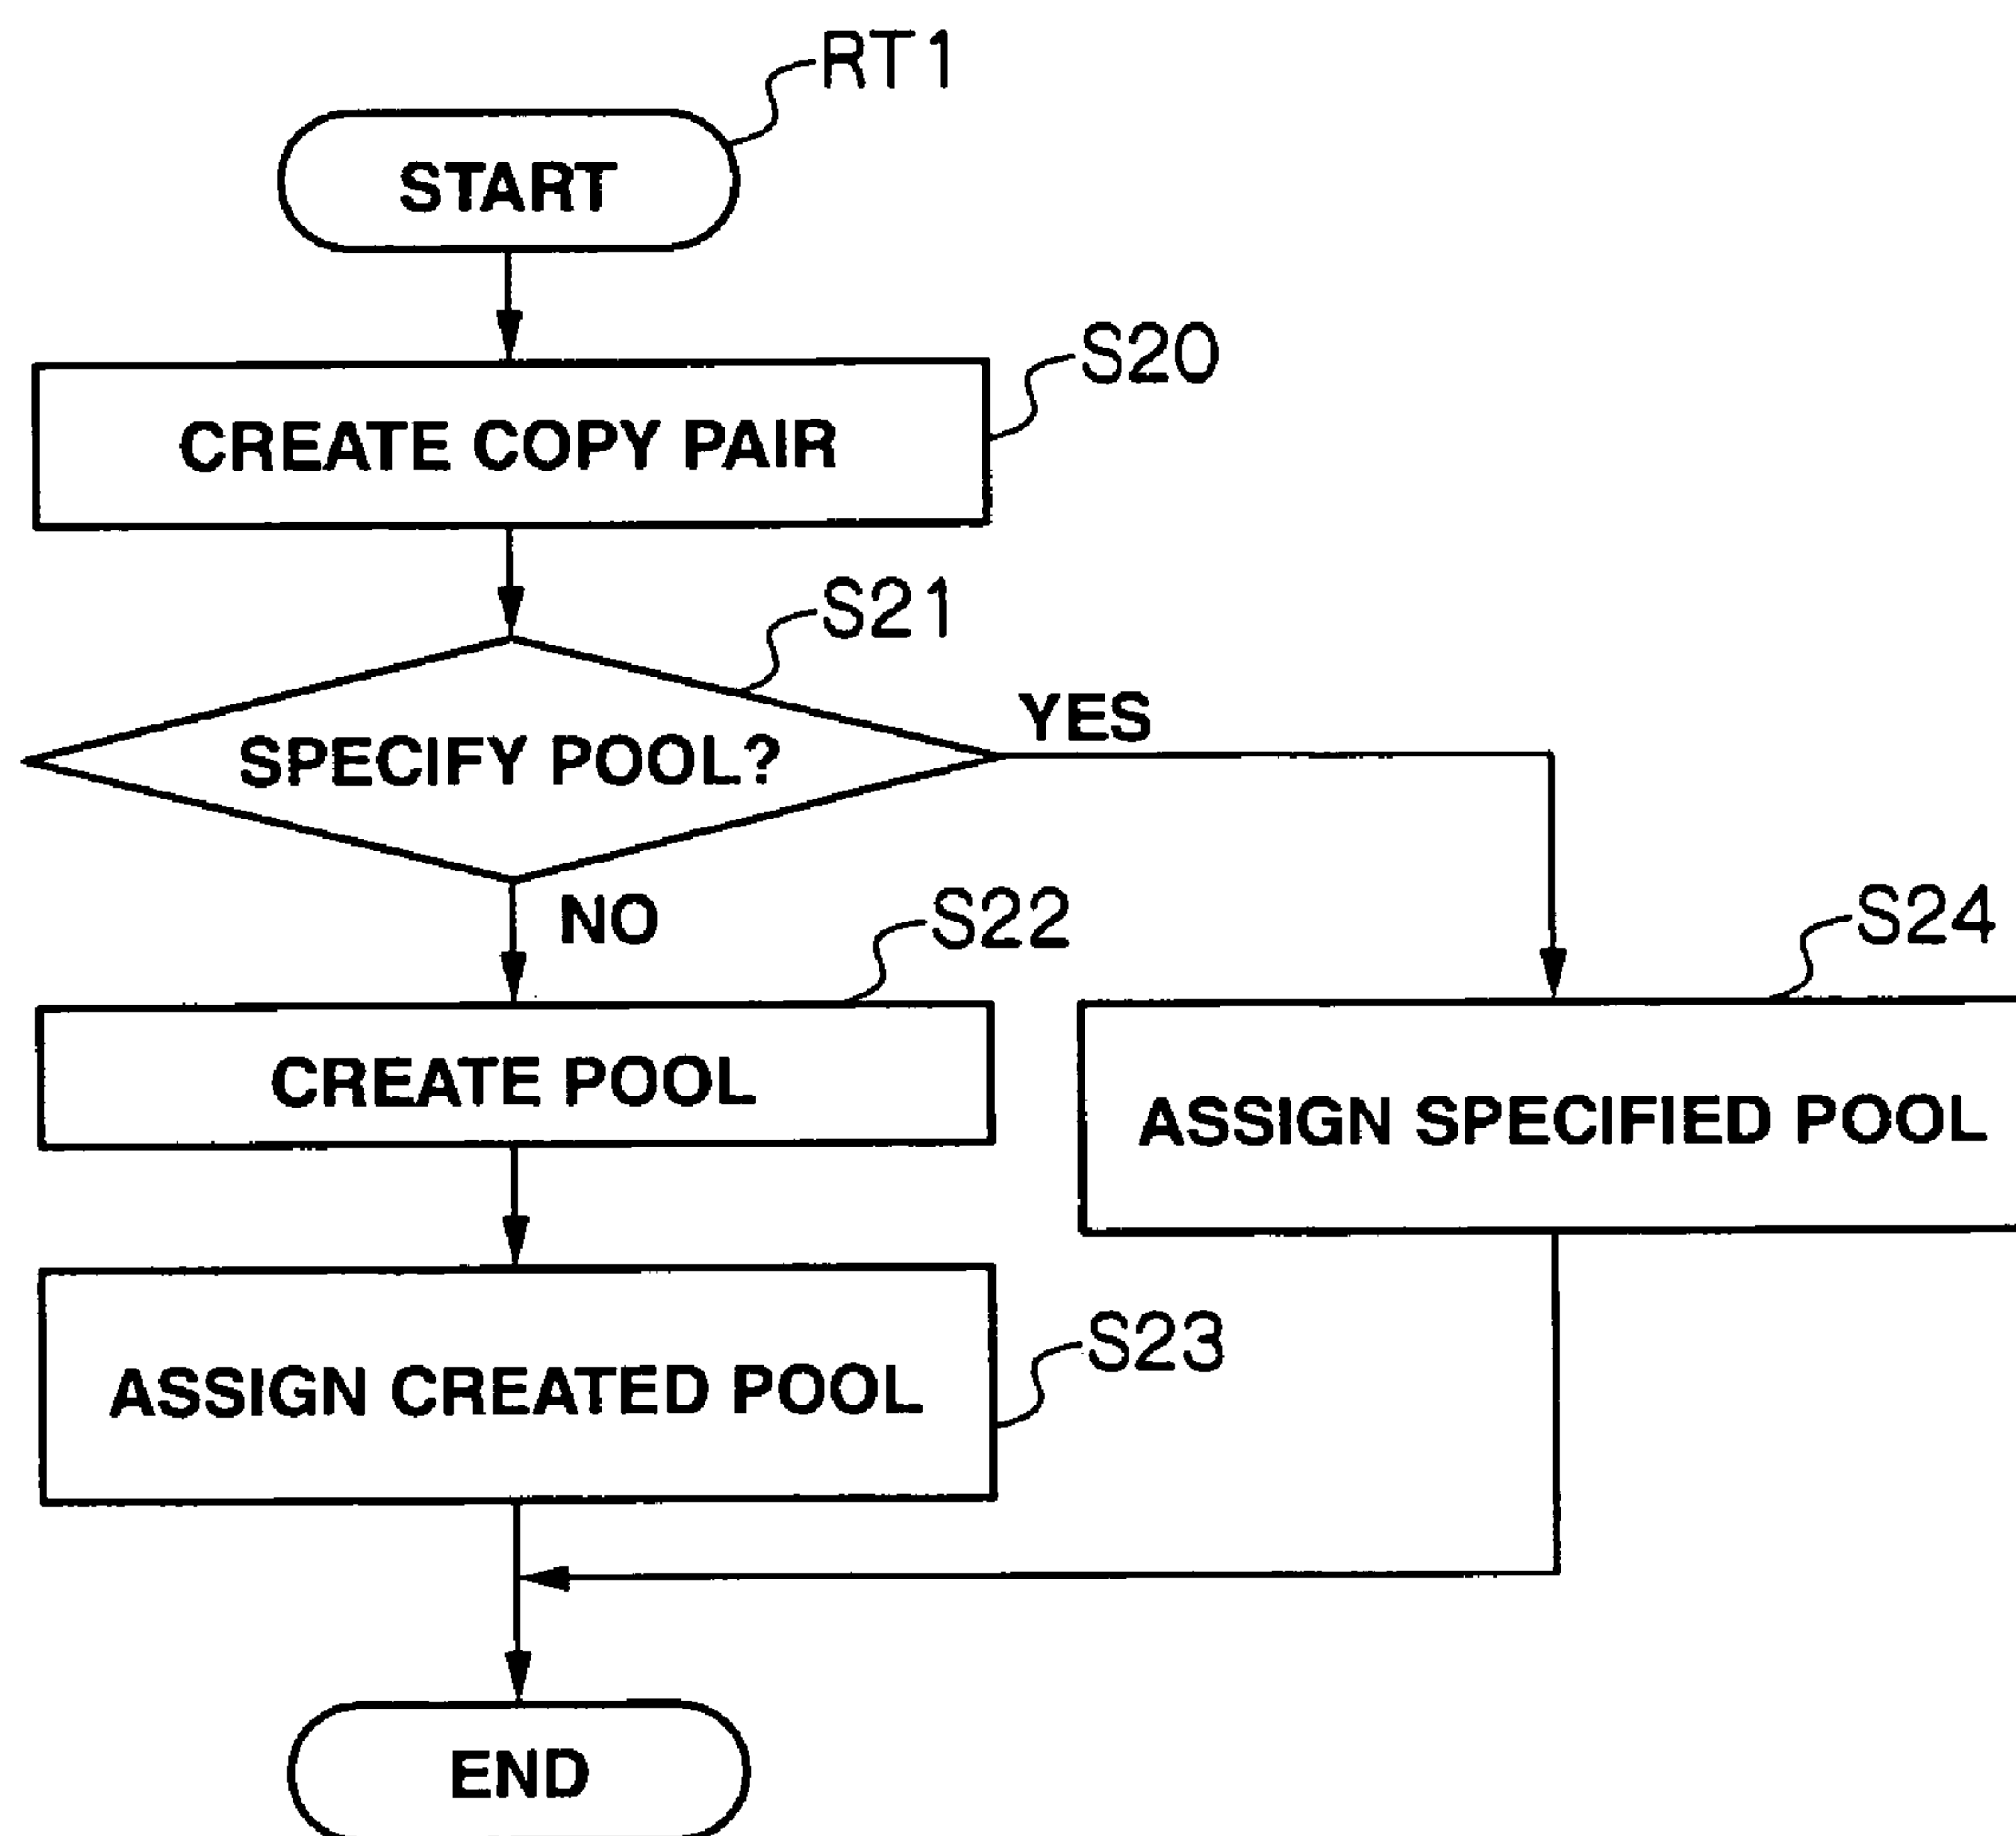 RT1
START
S20
CREATE COPY PAIR
S21
SPECIFY POOL?
YES
NO
S22
S24
CREATE POOL
ASSIGN SPECIFIED POOL
S23
ASSIGN CREATED POOL
END